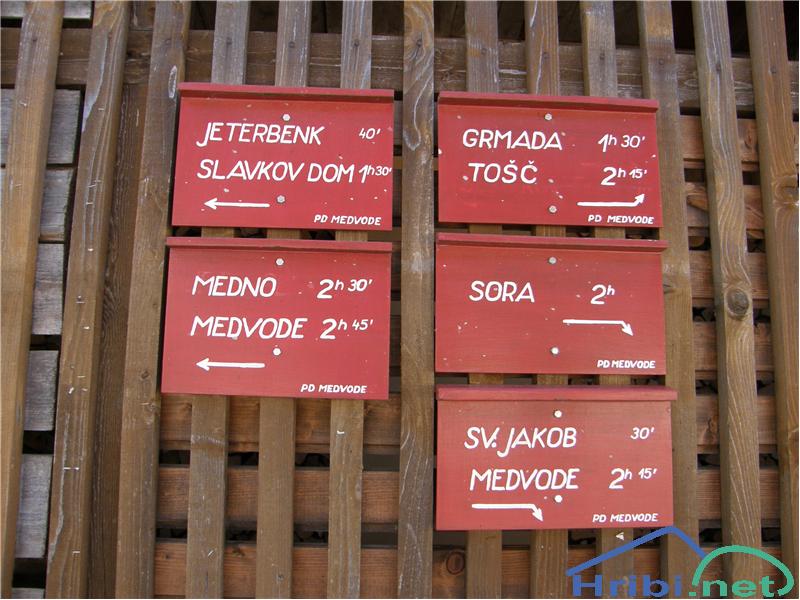 JETERBENK 40'
SLAVKOV DOM 1h30'
PD MEDVODE
MEDNO 2h 30'
MEDVODE 2h 45'
PD MEDVODE
GRMADA 1h 30'
TOŠČ 2h 15'
PD MEDVODE
SORA 2h
PD MEDVODE
SV. JAKOB 30'
MEDVODE 2h 15'
PD MEDVODE
Hribi.net